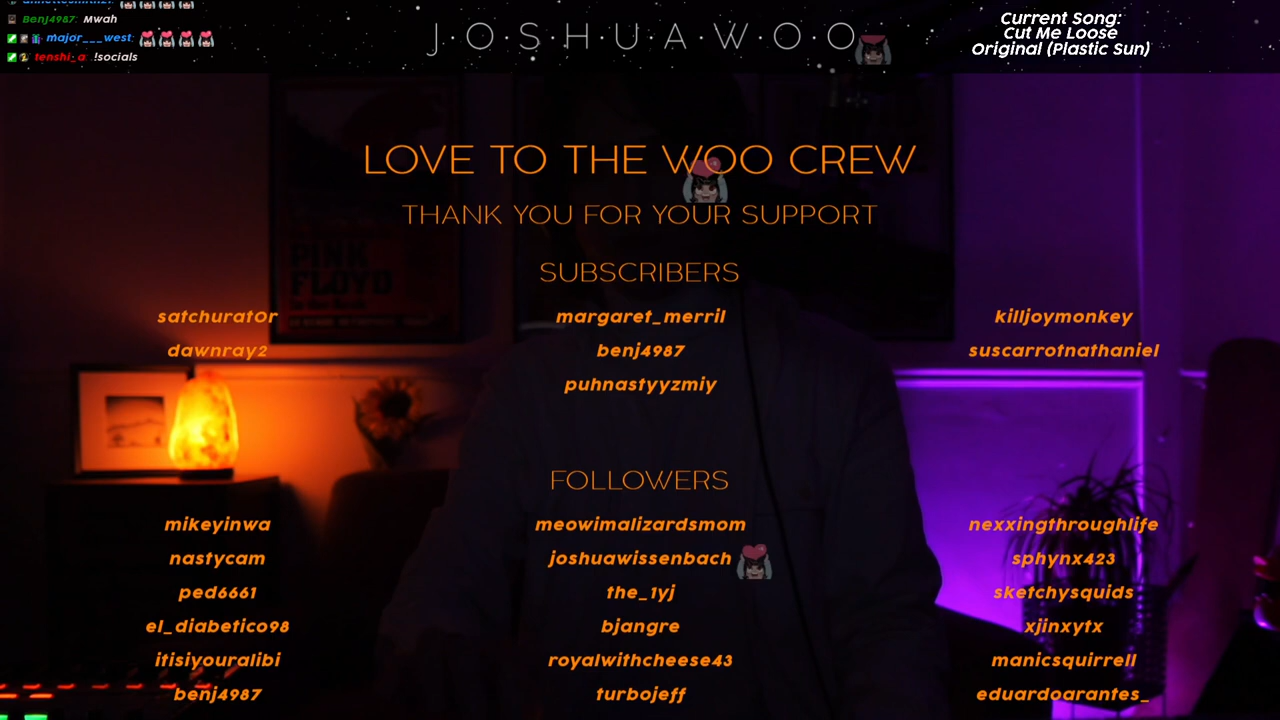 Benj4987: Mwah
major___west:
tenshi_a: !socials
J·O·S·H·U·A·W·O·O
Current Song:
Cut Me Loose
Original (Plastic Sun)
LOVE TO THE WOO CREW
THANK YOU FOR YOUR SUPPORT
PINK
FLOYD
SUBSCRIBERS
satchurat0r
margaret_merril
killjoymonkey
dawnray2
benj4987
suscarrotnathaniel
puhnastyyzmiy
FOLLOWERS
mikeyinwa
meowimalizardsmom
nexxingthroughlife
nastycam
joshuawissenbach
sphynx423
ped6661
the_1yj
sketchysquids
el_diabetico98
bjangre
xjinxytx
itisiyouralibi
royalwithcheese43
manicsquirrell
benj4987
turbojeff
eduardoarantes_